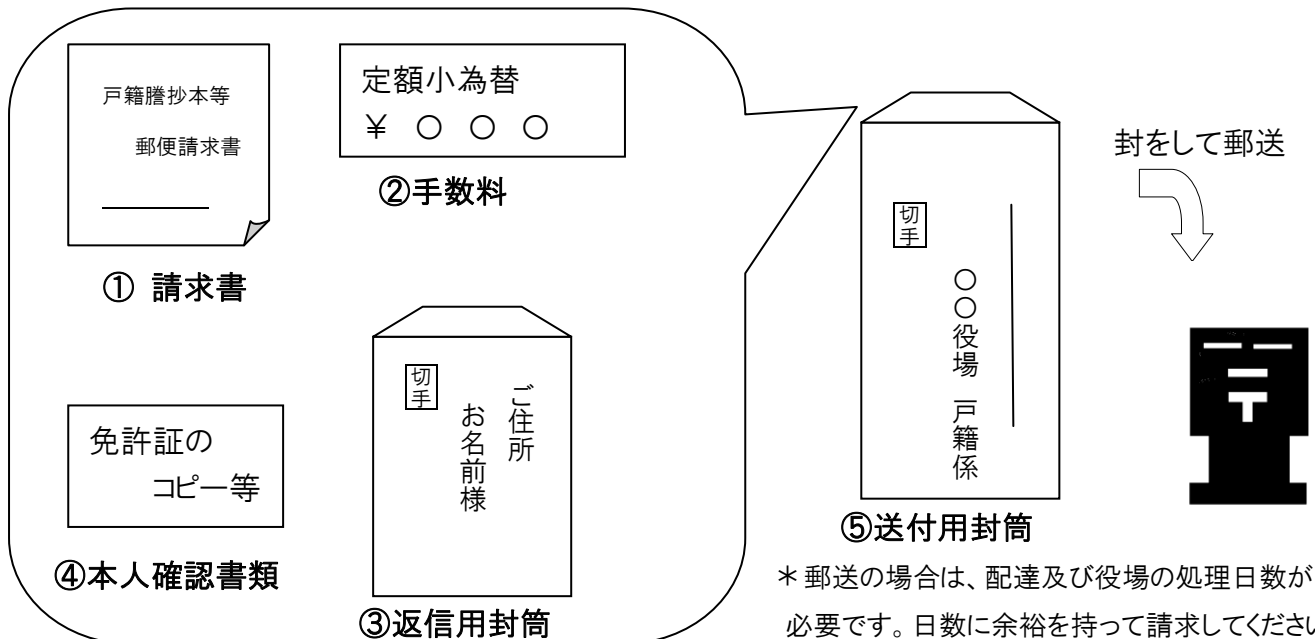 戸籍謄抄本等
郵便請求書
① 請求書
定額小為替
￥ ○ ○ ○
②手数料
切手
ご住所
お名前様
③返信用封筒
免許証の
コピー等
④本人確認書類
切手
○○役場 戸籍係
⑤送付用封筒
封をして郵送
〒
＊郵送の場合は、配達及び役場の処理日数が
必要です。日数に余裕を持って請求してくださ